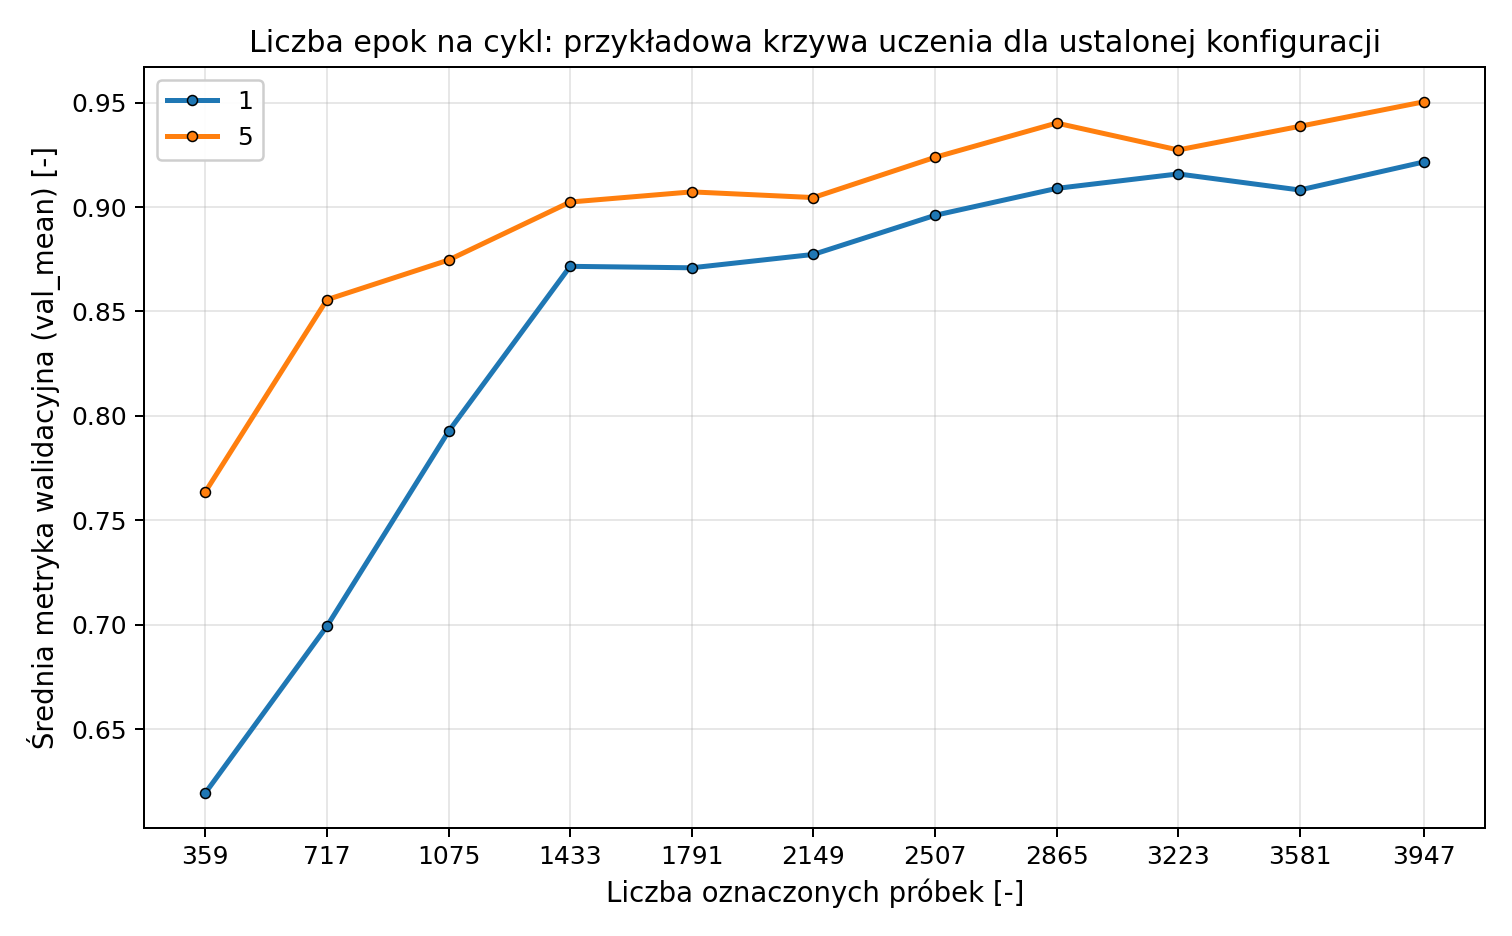 Liczba epok na cykl: przykładowa krzywa uczenia dla ustalonej konfiguracji
1
5
Średnia metryka walidacyjna (val_mean) [-]
0.95
0.90
0.85
0.80
0.75
0.70
0.65
359 717 1075 1433 1791 2149 2507 2865 3223 3581 3947
Liczba oznaczonych próbek [-]